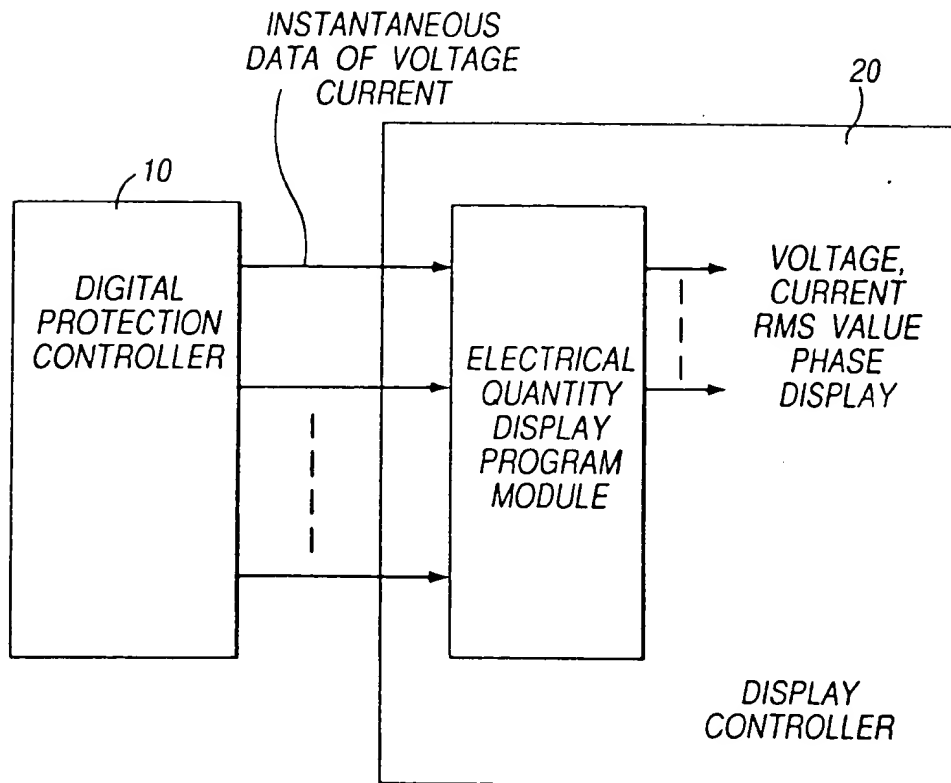 INSTANTANEOUS
DATA OF VOLTAGE
CURRENT
20
10
DIGITAL
PROTECTION
CONTROLLER
ELECTRICAL
QUANTITY
DISPLAY
PROGRAM
MODULE
VOLTAGE,
CURRENT
RMS VALUE
PHASE
DISPLAY
DISPLAY
CONTROLLER